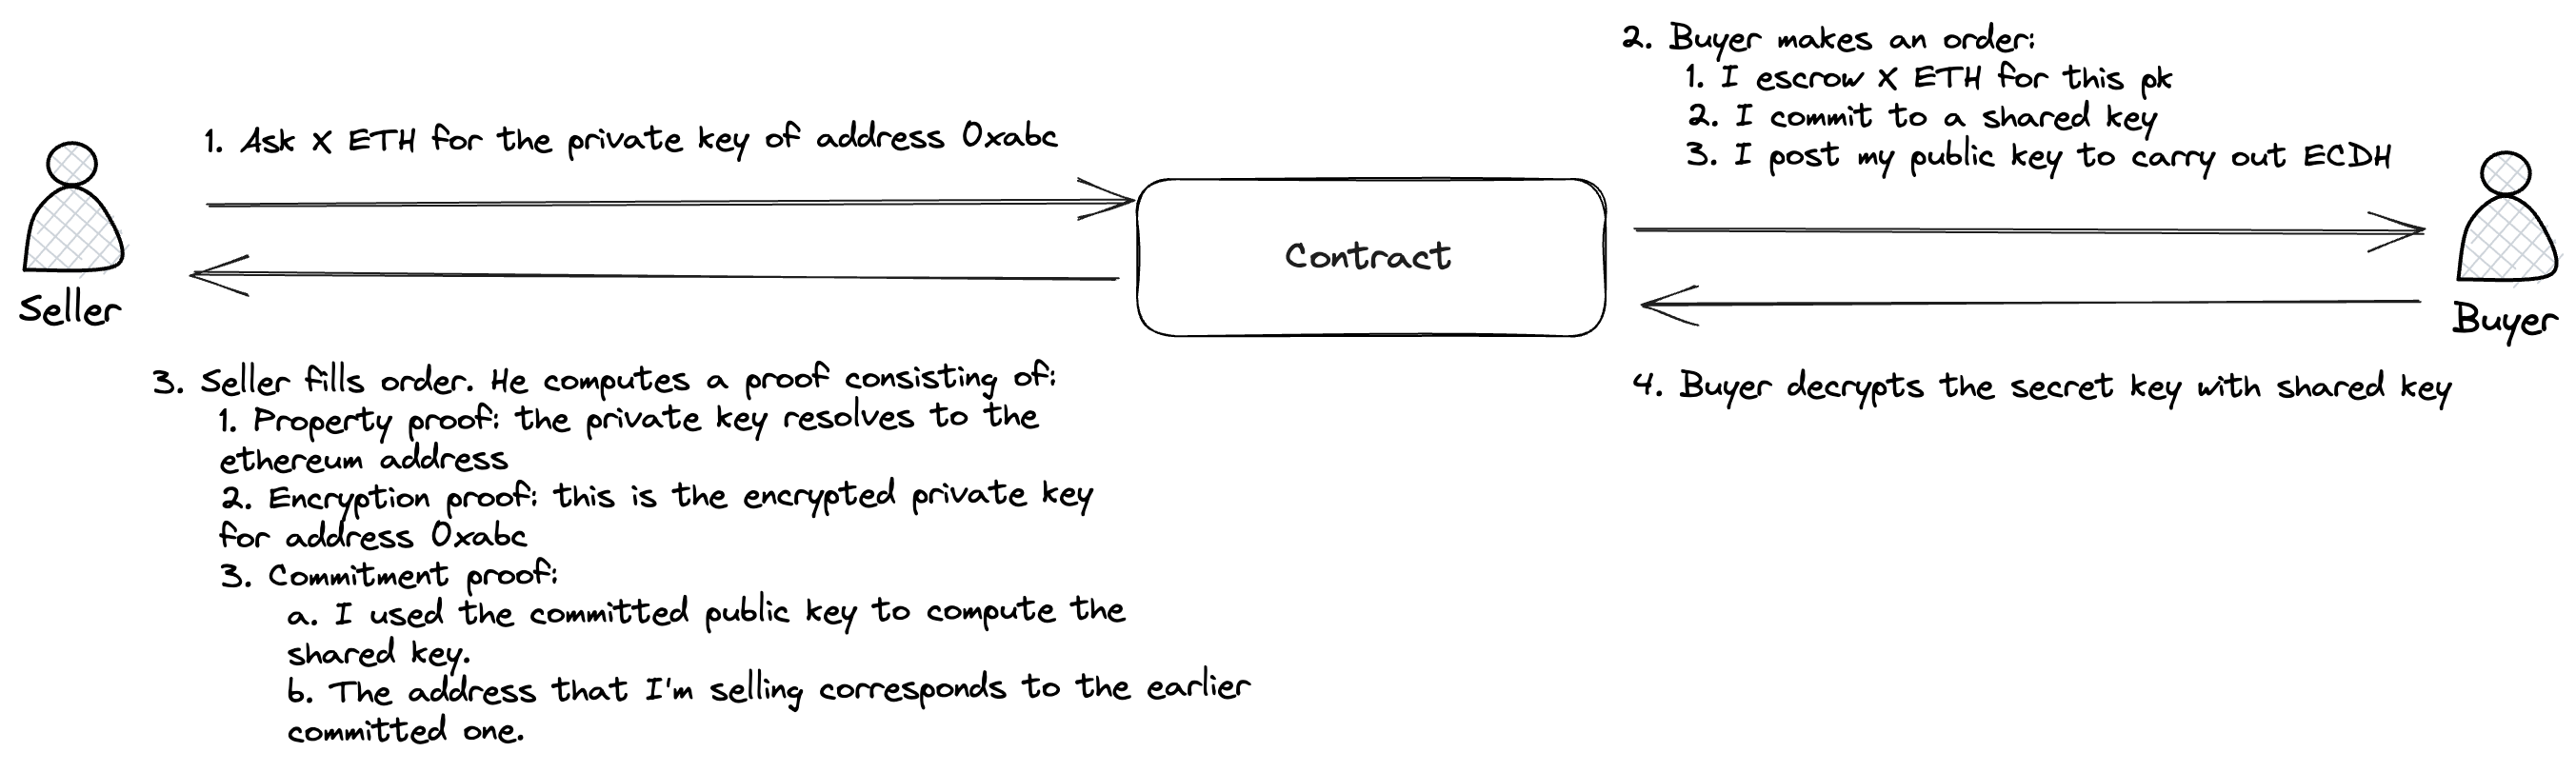 1. Ask X ETH for the private key of address 0xabc
Seller
Contract
2. Buyer makes an order:
1. I escrow X ETH for this pk
2. I commit to a shared key
3. I post my public key to carry out ECDH
Buyer
3. Seller fills order. He computes a proof consisting of:
1. Property proof: the private key resolves to the
ethereum address
2. Encryption proof: this is the encrypted private key
for address 0xabc
3. Commitment proof:
a. I used the committed public key to compute the
shared key.
b. The address that I'm selling corresponds to the earlier
committed one.
4. Buyer decrypts the secret key with shared key